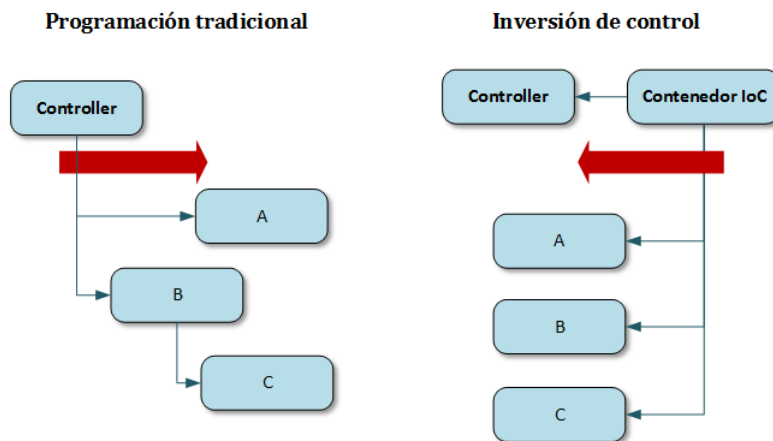 Programación tradicional
Inversión de control
Controller
A
B
C
Controller
Contenedor IoC
A
B
C